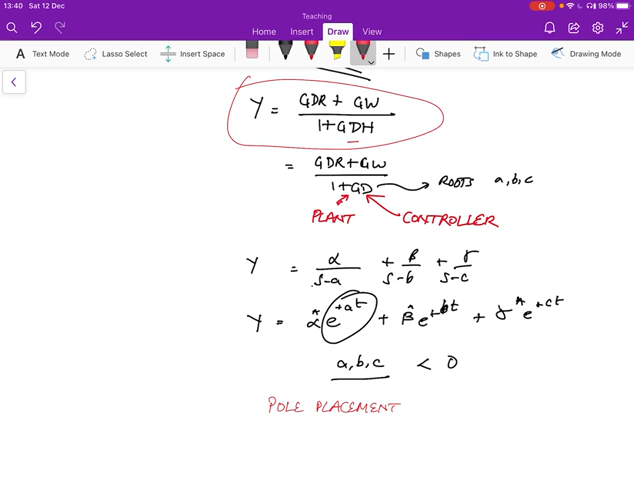 13:40 Sat 12 Dec
98%
Teaching
Home Insert Draw View
Text Mode Lasso Select Insert Space Shapes Ink to Shape Drawing Mode
Y = GDR + GW / 1 + GDH
= GDR + GW / 1 + GD ROOTS a, b, c
PLANT CONTROLLER
Y = α / s-a + β / s-b + γ / s-c
Y = α̂ e^+at + β̂ e^+bt + γ̂ e^+ct
a, b, c < 0
POLE PLACEMENT